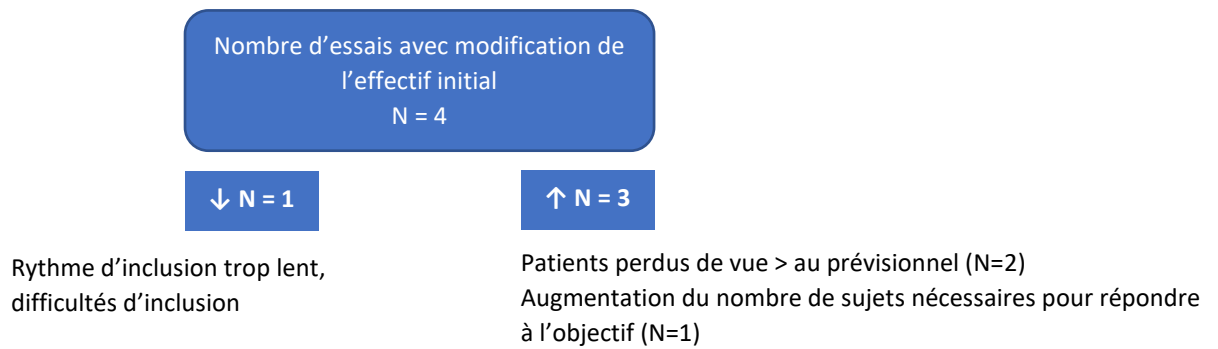 Nombre d’essais avec modification de
l’effectif initial
N = 4
↓ N = 1
↑ N = 3
Rythme d’inclusion trop lent,
difficultés d’inclusion
Patients perdus de vue > au prévisionnel (N=2)
Augmentation du nombre de sujets nécessaires pour répondre
à l’objectif (N=1)